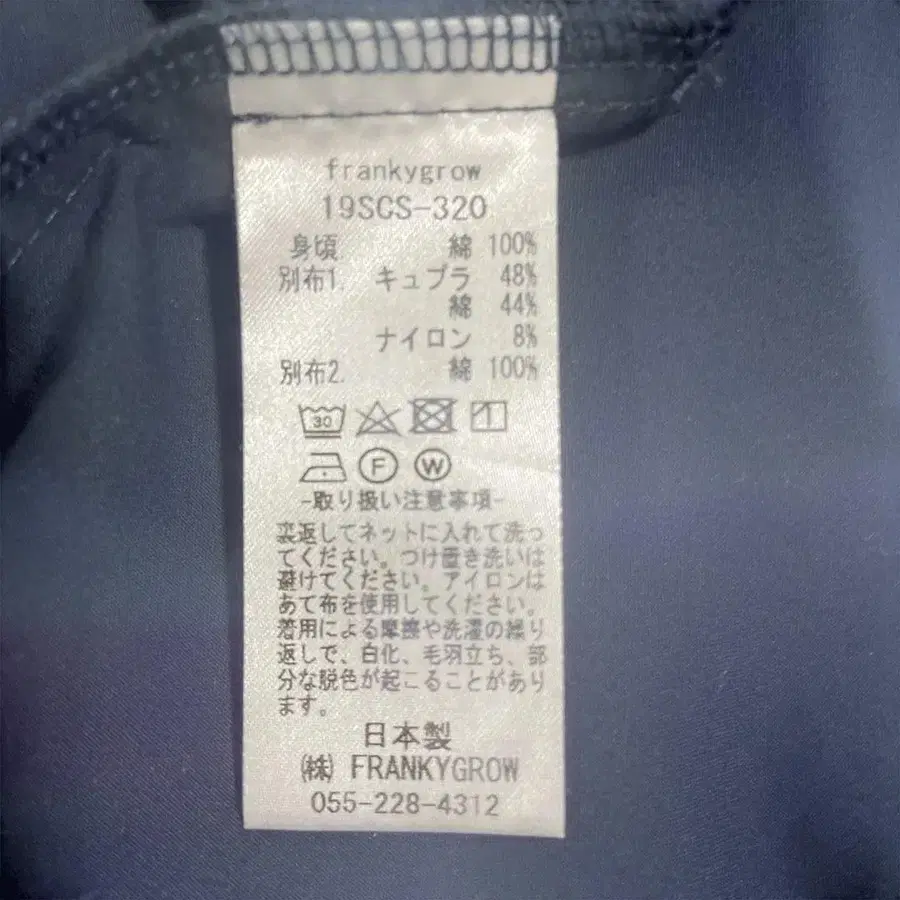 frankygrow
19SCS-320
身頃 綿 100%
別布1. キュプラ 48%
綿 44%
ナイロン 8%
別布2. 綿 100%
30
F W
-取り扱い注意事項-
裏返してネットに入れて洗っ
てください。つけ置き洗いは
避けてください。アイロンは
あて布を使用してください。
着用による摩擦や洗濯の繰り
返しで、白化、毛羽立ち、部
分な脱色が起こることがあり
ます。
日本製
㈱ FRANKYGROW
055-228-4312